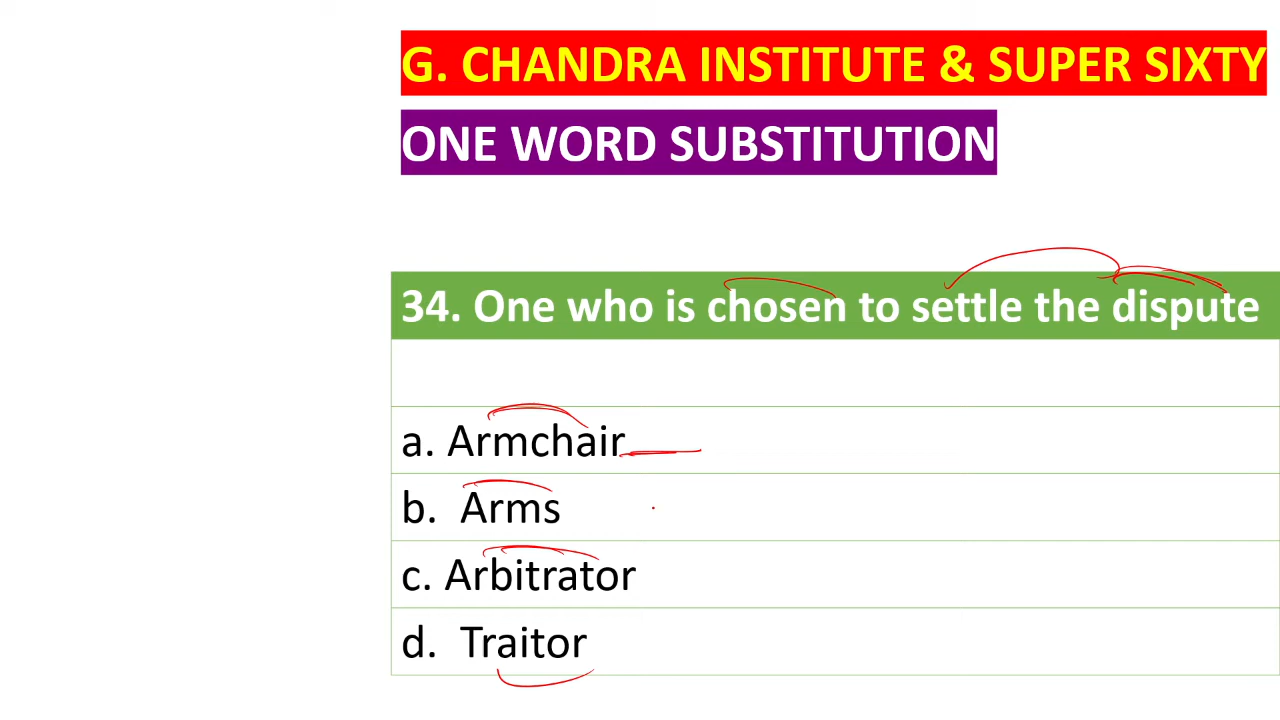 G. CHANDRA INSTITUTE & SUPER SIXTY
ONE WORD SUBSTITUTION
34. One who is chosen to settle the dispute
a. Armchair
b. Arms
c. Arbitrator
d. Traitor